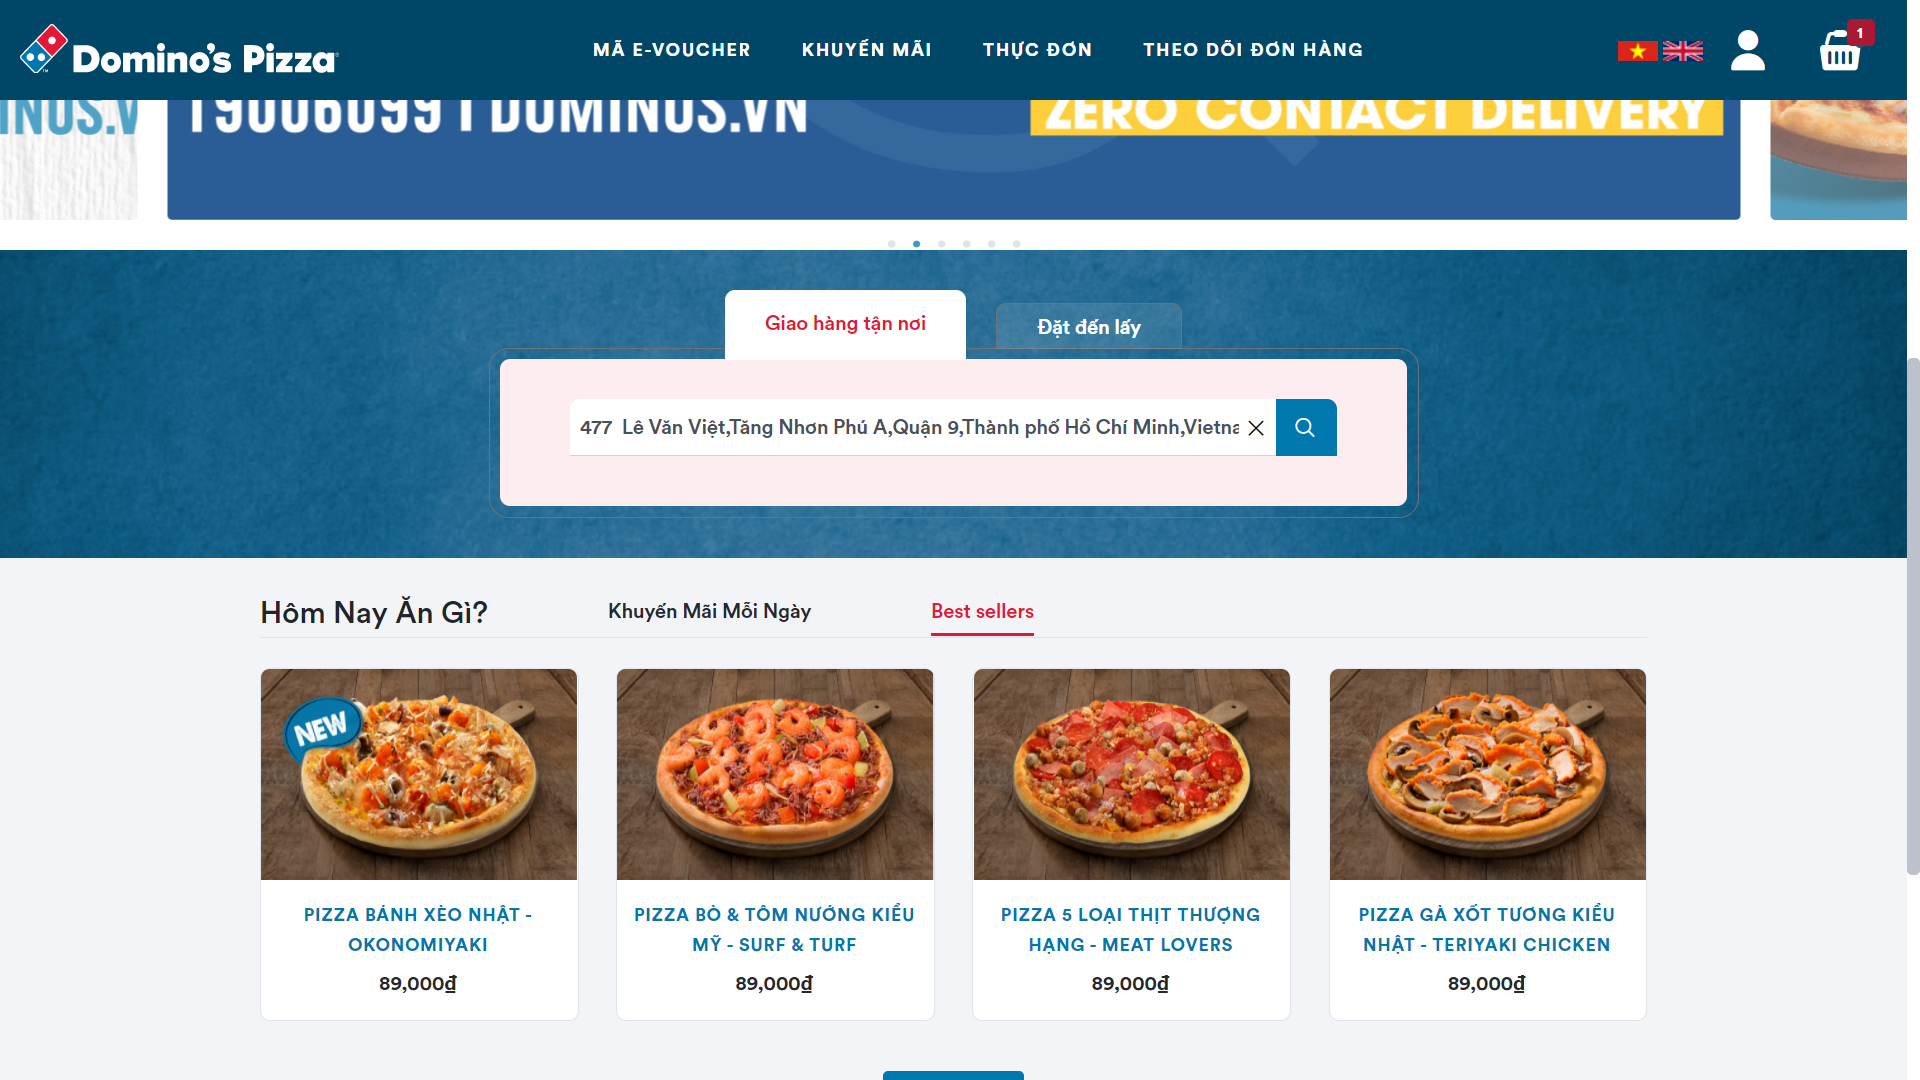 Domino's Pizza
MÃ E-VOUCHER
KHUYẾN MÃI
THỰC ĐƠN
THEO DÕI ĐƠN HÀNG
1
19006099 | DOMINOS.VN
ZERO CONTACT DELIVERY
Giao hàng tận nơi
Đặt đến lấy
477 Lê Văn Việt,Tăng Nhơn Phú A,Quận 9,Thành phố Hồ Chí Minh,Vietna
Hôm Nay Ăn Gì?
Khuyến Mãi Mỗi Ngày
Best sellers
NEW
PIZZA BÁNH XÈO NHẬT -
OKONOMIYAKI
89,000₫
PIZZA BÒ & TÔM NƯỚNG KIỂU
MỸ - SURF & TURF
89,000₫
PIZZA 5 LOẠI THỊT THƯỢNG
HẠNG - MEAT LOVERS
89,000₫
PIZZA GÀ XỐT TƯƠNG KIỂU
NHẬT - TERIYAKI CHICKEN
89,000₫